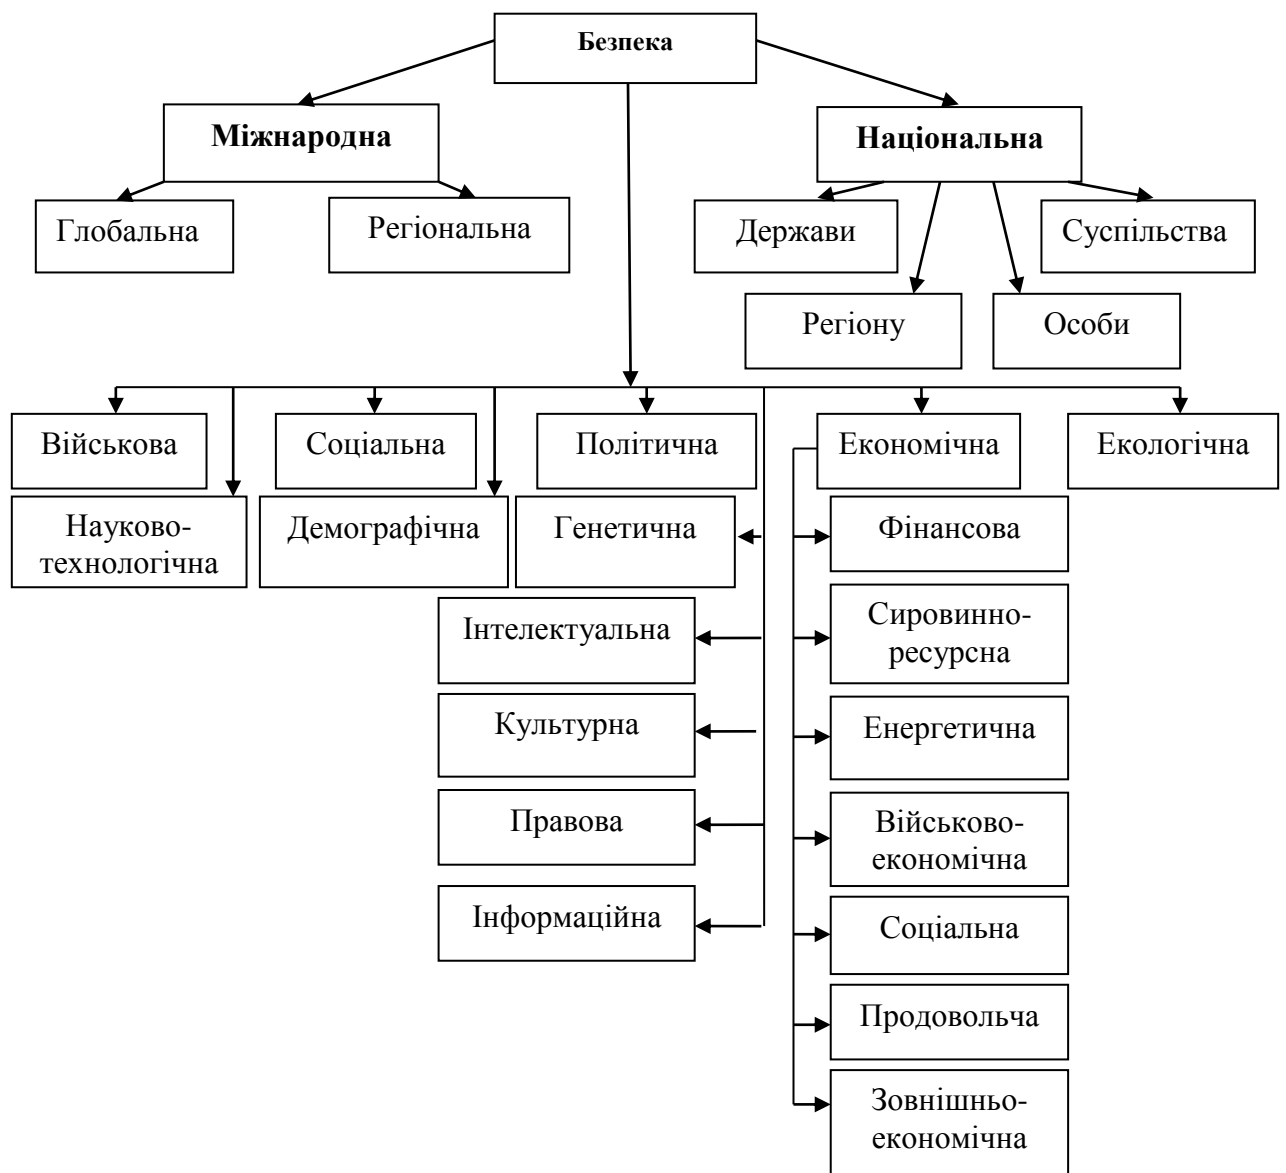 Безпека
Міжнародна
Національна
Глобальна
Регіональна
Держави
Суспільства
Регіону
Особи
Військова
Соціальна
Політична
Економічна
Екологічна
Науково-
технологічна
Демографічна
Генетична
Фінансова
Інтелектуальна
Сировинно-
ресурсна
Культурна
Енергетична
Правова
Військово-
економічна
Інформаційна
Соціальна
Продовольча
Зовнішньо-
економічна